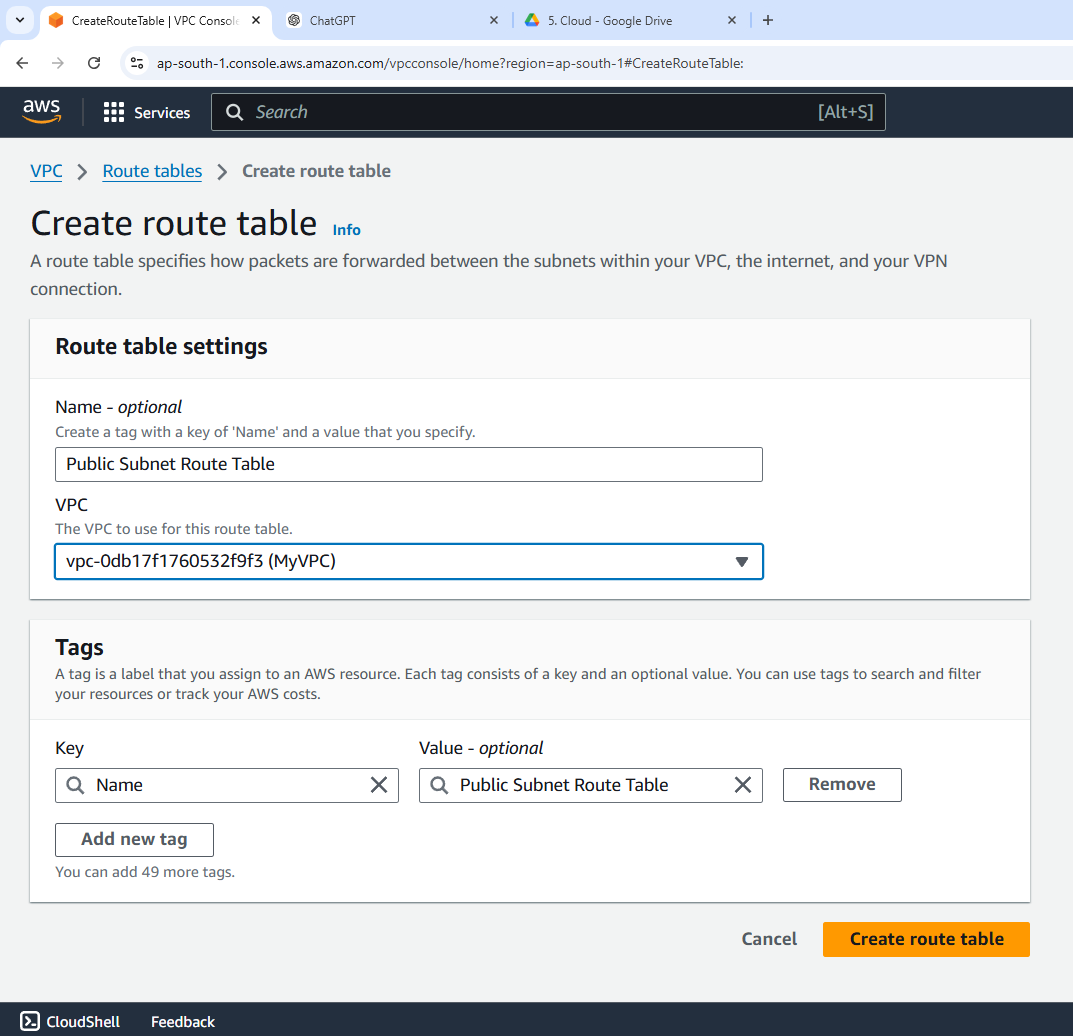 CreateRouteTable | VPC Console
ChatGPT
5. Cloud - Google Drive
ap-south-1.console.aws.amazon.com/vpcconsole/home?region=ap-south-1#CreateRouteTable:
aws
Services
Search
[Alt+S]
VPC
Route tables
Create route table
Create route table Info
A route table specifies how packets are forwarded between the subnets within your VPC, the internet, and your VPN
connection.
Route table settings
Name - optional
Create a tag with a key of 'Name' and a value that you specify.
Public Subnet Route Table
VPC
The VPC to use for this route table.
vpc-0db17f1760532f9f3 (MyVPC)
Tags
A tag is a label that you assign to an AWS resource. Each tag consists of a key and an optional value. You can use tags to search and filter
your resources or track your AWS costs.
Key
Value - optional
Name
Public Subnet Route Table
Remove
Add new tag
You can add 49 more tags.
Cancel
Create route table
CloudShell
Feedback